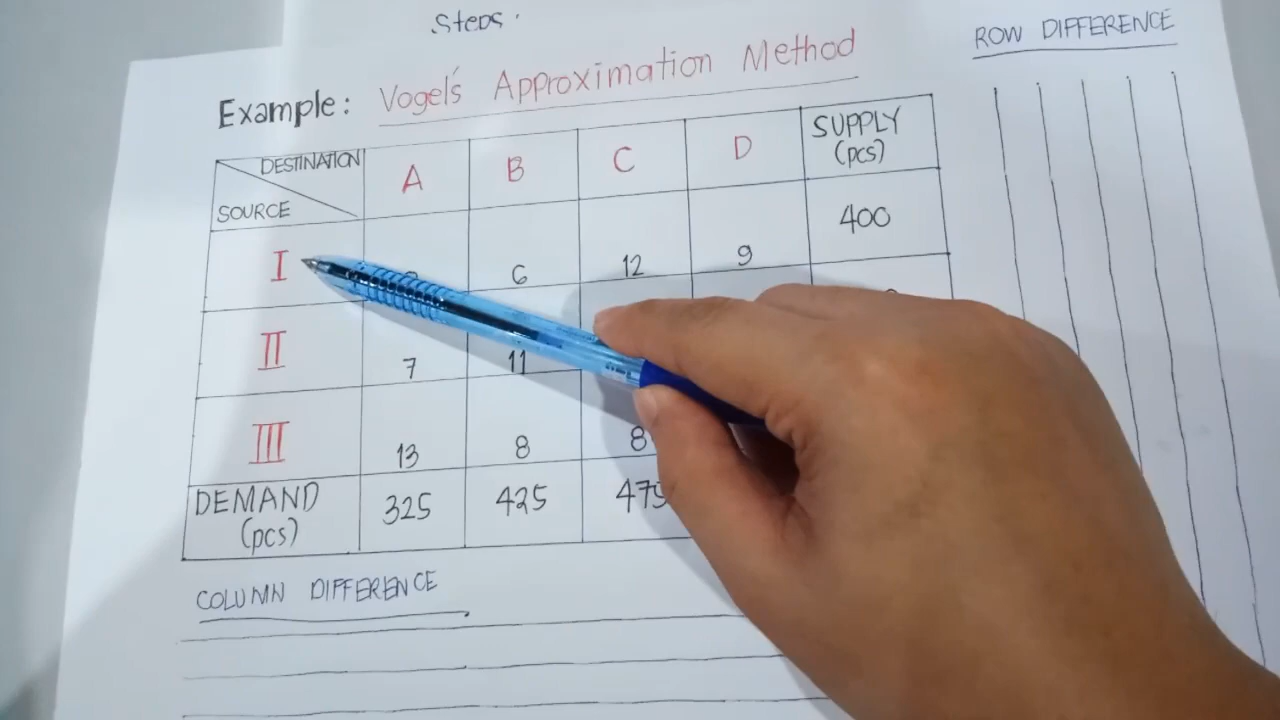 Steps.
ROW DIFFERENCE
Example: Vogel's Approximation Method
DESTINATION
SOURCE
A B C D SUPPLY (pcs)
I 6 12 9 400
II 7 11
III 13 8 8
DEMAND (pcs) 325 425 475
COLUMN DIFFERENCE